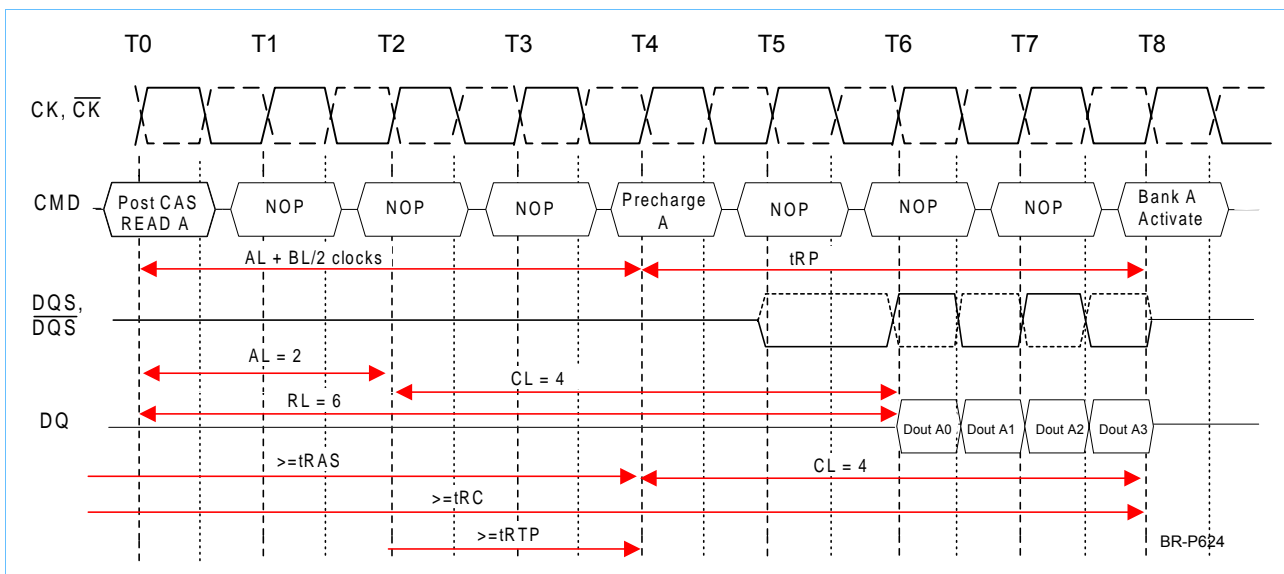 T0 T1 T2 T3 T4 T5 T6 T7 T8
CK, CK
CMD
Post CAS
READ A
NOP
NOP
NOP
Precharge
A
NOP
NOP
NOP
Bank A
Activate
AL + BL/2 clocks
tRP
DQS,
DQS
AL = 2
CL = 4
RL = 6
DQ
Dout A0 Dout A1 Dout A2 Dout A3
>=tRAS
CL = 4
>=tRC
>=tRTP
BR-P624